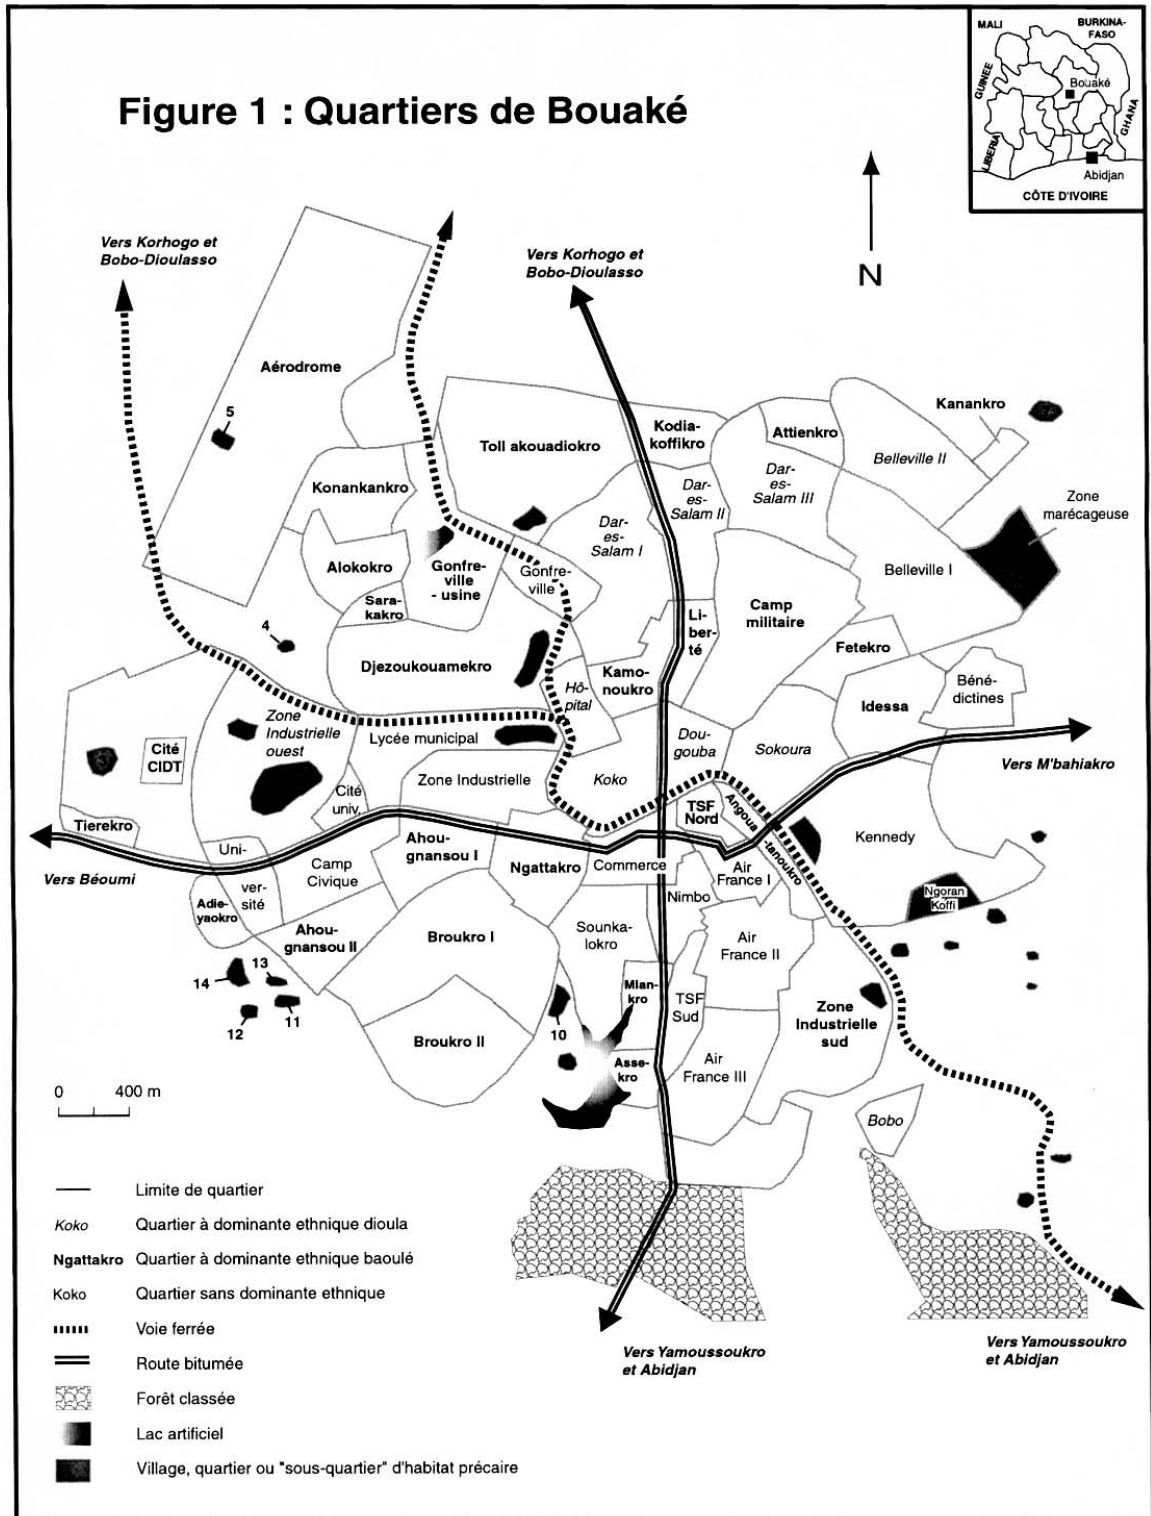 MALI
BURKINA-
FASO
GUINEE
Bouaké
GHANA
LIBERIA
Abidjan
CÔTE D'IVOIRE
Figure 1 : Quartiers de Bouaké
N
Vers Korhogo et
Bobo-Dioulasso
Vers Korhogo et
Bobo-Dioulasso
Aérodrome
5
Toll akouadiokro
Kodia-
koffikro
Attienkro
Kanankro
Belleville II
Konankankro
Dar-
es-
Salam I
Dar-
es-
Salam II
Dar-
es-
Salam III
Zone
marécageuse
Alokokro
Gonfre-
ville
- usine
Gonfre-
ville
Belleville I
Sara-
kakro
Li-
ber-
té
Camp
militaire
4
Djezoukouamekro
Fetekro
Kamo-
noukro
Hô-
pital
Béné-
dictines
Idessa
Zone
Industrielle
ouest
Lycée municipal
Dou-
gouba
Sokoura
Cité
CIDT
3
Vers M'bahiakro
Zone Industrielle
Koko
Cité
univ.
TSF
Nord
Angoua
-tanoukro
Tierekro
Kennedy
Uni-
ver-
sité
Ahou-
gnansou I
Ngattakro
Commerce
Air
France I
Vers Béoumi
Camp
Civique
Nimbo
Ngoran
Koffi
Adie-
yaokro
Ahou-
gnansou II
Broukro I
Sounka-
lokro
Air
France II
14
13
12
11
Mlan-
kro
TSF
Sud
Zone
Industrielle
sud
10
Broukro II
Asse-
kro
Air
France III
0 400 m
Bobo
Limite de quartier
Koko Quartier à dominante ethnique dioula
Ngattakro Quartier à dominante ethnique baoulé
Koko Quartier sans dominante ethnique
Voie ferrée
Route bitumée
Forêt classée
Lac artificiel
Village, quartier ou "sous-quartier" d'habitat précaire
Vers Yamoussoukro
et Abidjan
Vers Yamoussoukro
et Abidjan